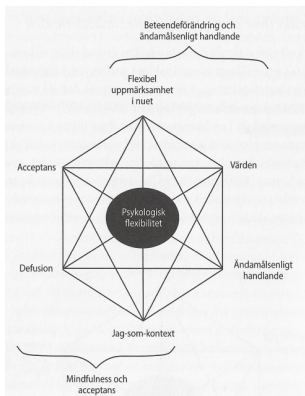 Beteendeförändring och
ändamålsenligt handlande
Flexibel
uppmärksamhet
i nuet
Acceptans
Värden
Psykologisk
flexibilitet
Defusion
Ändamålsenligt
handlande
Jag-som-kontext
Mindfulness och
acceptans